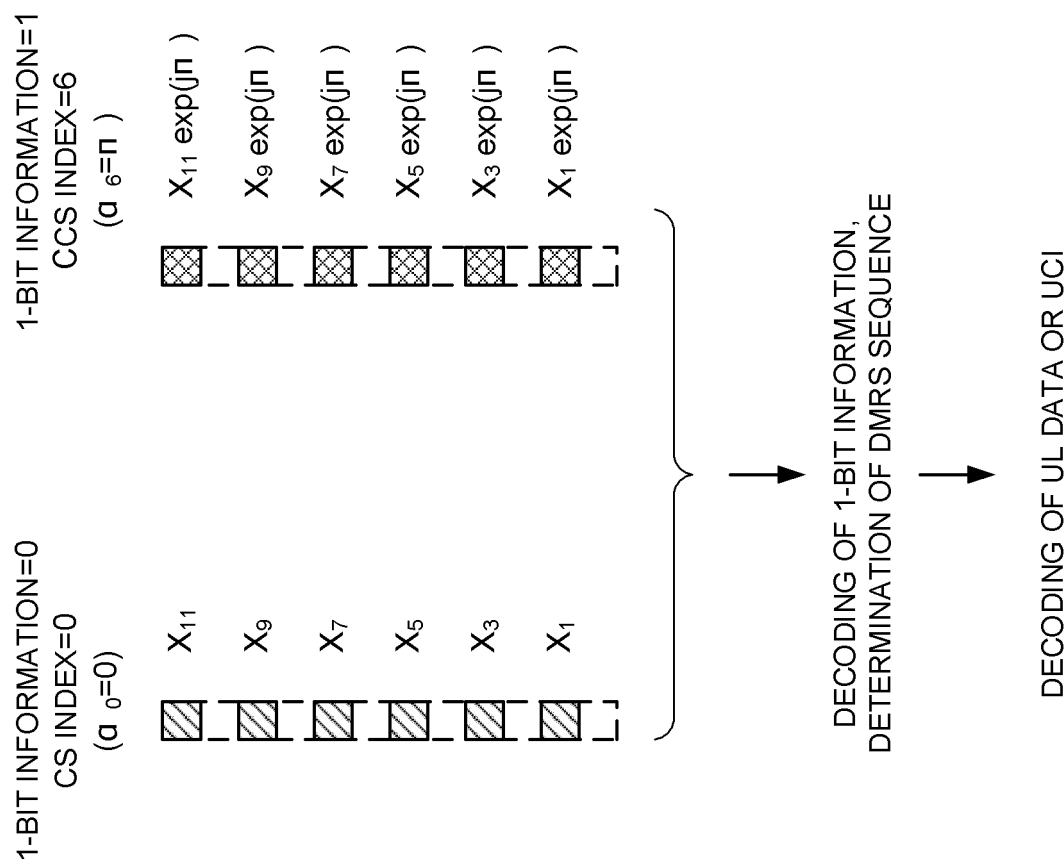 1-BIT INFORMATION=0
CS INDEX=0
(α 0=0)
X11
X9
X7
X5
X3
X1
1-BIT INFORMATION=1
CCS INDEX=6
(α 6=π )
X11 exp(jπ )
X9 exp(jπ )
X7 exp(jπ )
X5 exp(jπ )
X3 exp(jπ )
X1 exp(jπ )
DECODING OF 1-BIT INFORMATION,
DETERMINATION OF DMRS SEQUENCE
DECODING OF UL DATA OR UCI